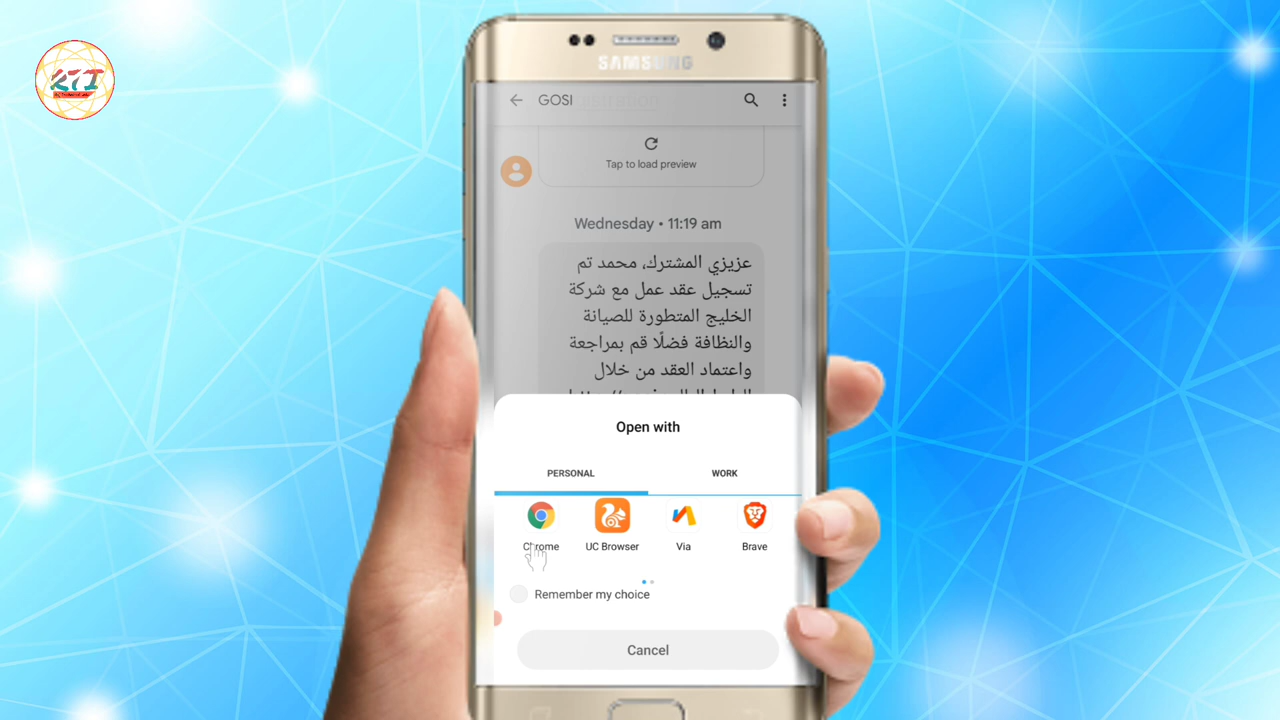 KTI
SAMSUNG
GOSI
Tap to load preview
Wednesday • 11:19 am
عزيزي المشترك، محمد تم
تسجيل عقد عمل مع شركة
الخليج المتطورة للصيانة
والنظافة فضلًا قم بمراجعة
واعتماد العقد من خلال
Open with
PERSONAL
WORK
Chrome
UC Browser
Via
Brave
Remember my choice
Cancel